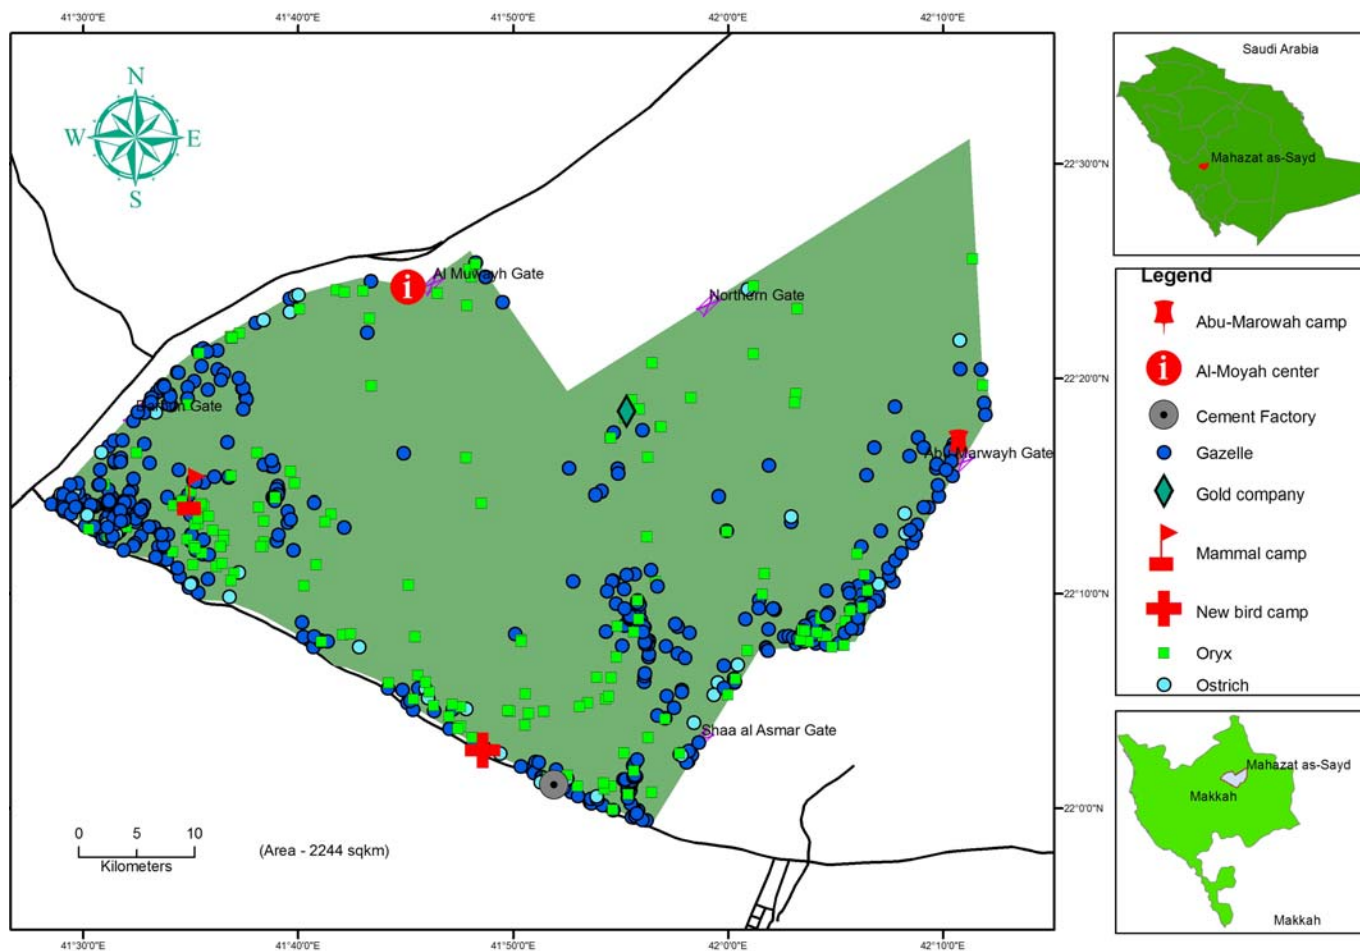 41°30'0"E
41°40'0"E
41°50'0"E
42°0'0"E
42°10'0"E
N
W
E
S
22°30'0"N
22°20'0"N
22°10'0"N
22°0'0"N
Al Muwayh Gate
Northern Gate
Gate
Abu Marwayh Gate
Shaa al Asmar Gate
0 5 10
Kilometers
(Area - 2244 sqkm)
41°30'0"E
41°40'0"E
41°50'0"E
42°0'0"E
42°10'0"E
Saudi Arabia
Mahazat as-Sayd
Legend
Abu-Marowah camp
i Al-Moyah center
Cement Factory
Gazelle
Gold company
Mammal camp
New bird camp
Oryx
Ostrich
Mahazat as-Sayd
Makkah
Makkah